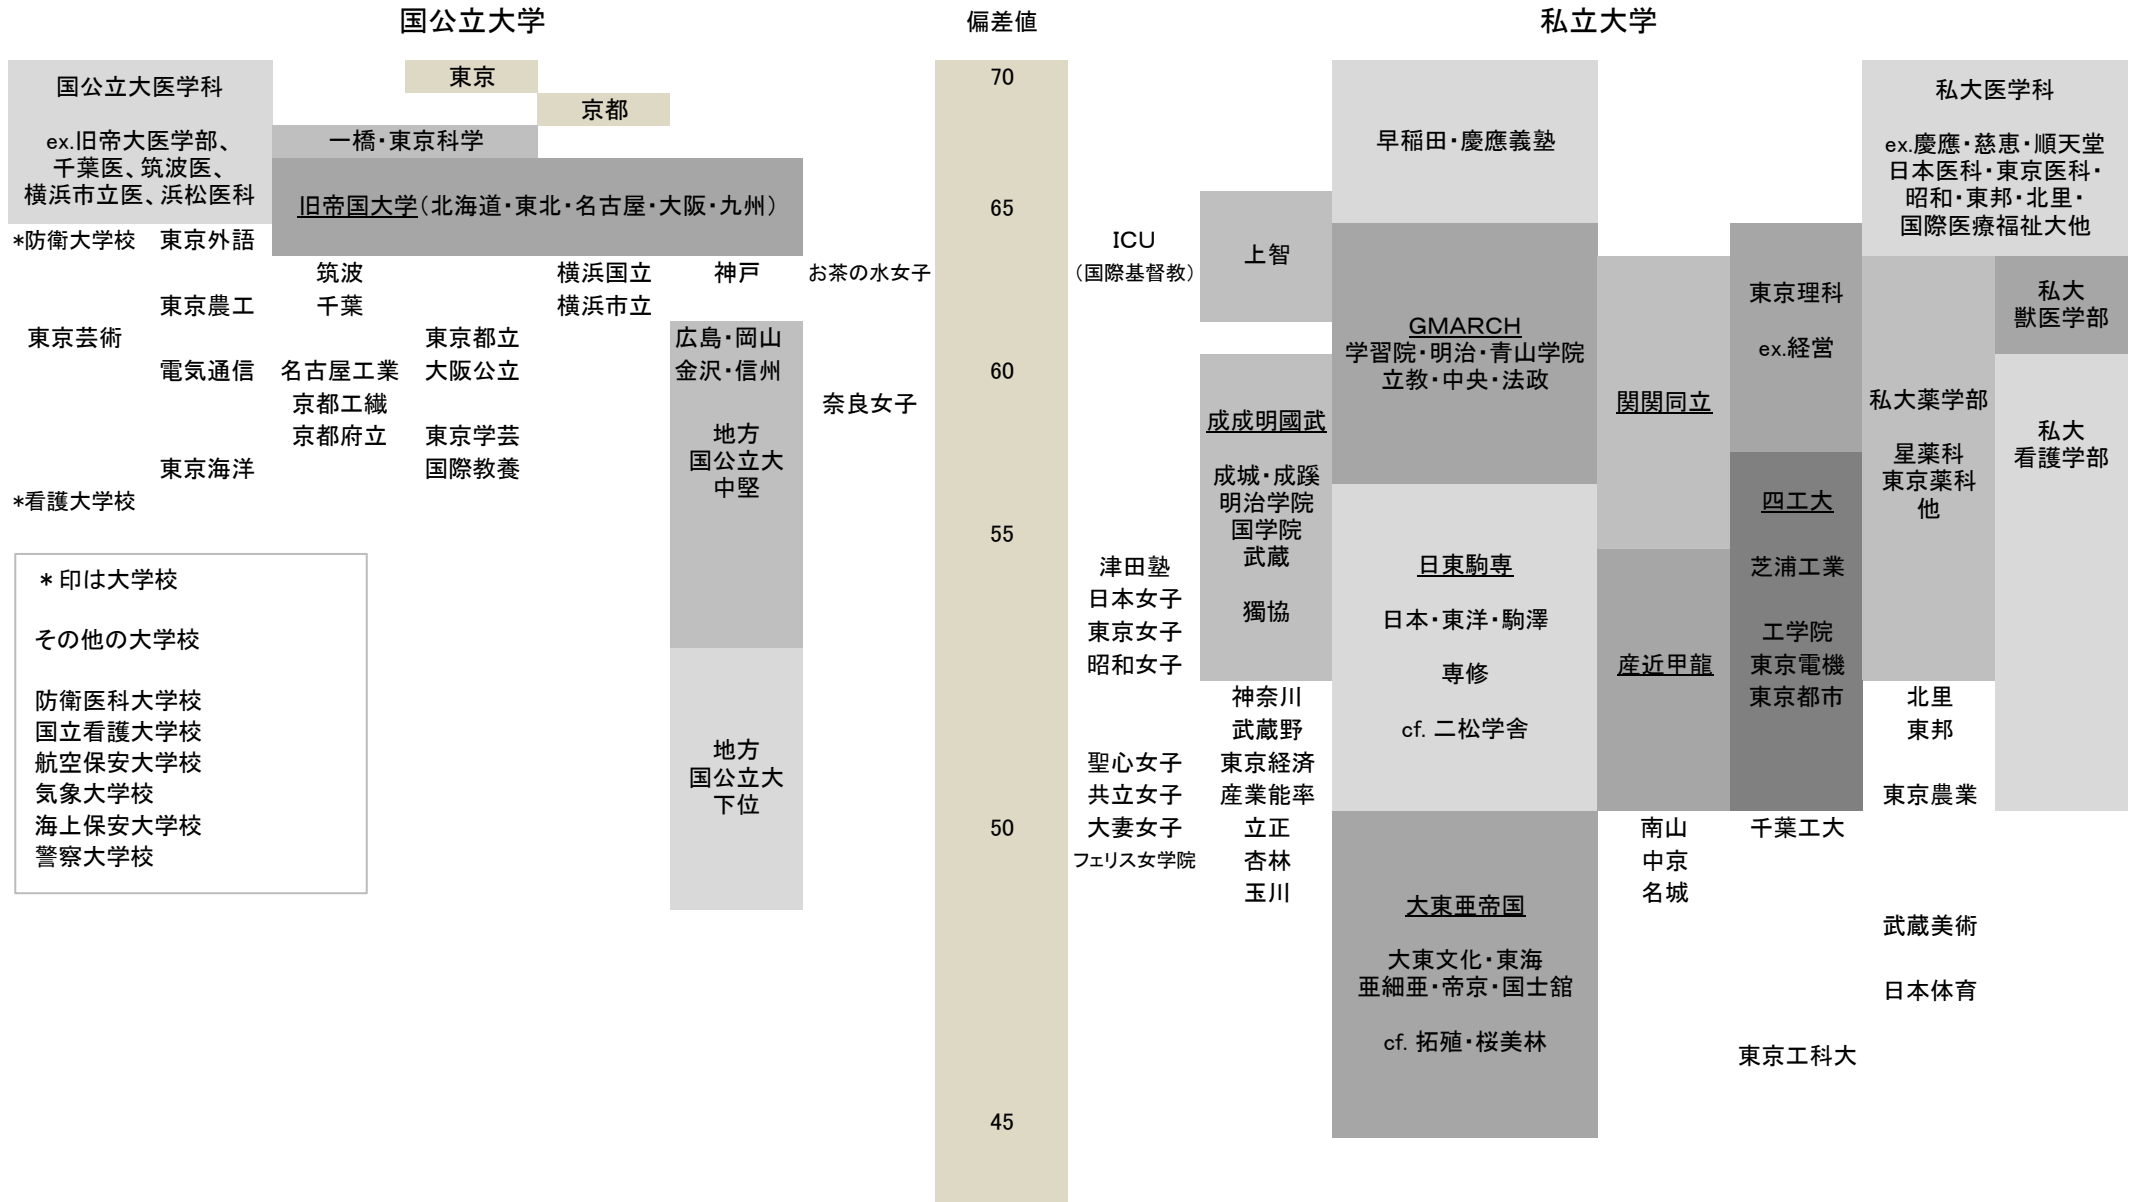 国公立大学
偏差値
私立大学
国公立大医学科
ex.旧帝大医学部、
千葉医、筑波医、
横浜市立医、浜松医科
東京
京都
一橋・東京科学
旧帝国大学（北海道・東北・名古屋・大阪・九州）
*防衛大学校
東京外語
筑波
横浜国立
神戸
お茶の水女子
東京農工
千葉
横浜市立
東京芸術
東京都立
広島・岡山
電気通信
名古屋工業
大阪公立
金沢・信州
京都工繊
奈良女子
京都府立
東京学芸
地方
国公立大
中堅
東京海洋
国際教養
*看護大学校
＊印は大学校
その他の大学校
防衛医科大学校
国立看護大学校
航空保安大学校
気象大学校
海上保安大学校
警察大学校
地方
国公立大
下位
70
65
60
55
50
45
ICU
（国際基督教）
津田塾
日本女子
東京女子
昭和女子
聖心女子
共立女子
大妻女子
フェリス女学院
上智
成成明國武
成城・成蹊
明治学院
国学院
武蔵
獨協
神奈川
武蔵野
東京経済
産業能率
立正
杏林
玉川
早稲田・慶應義塾
GMARCH
学習院・明治・青山学院
立教・中央・法政
日東駒専
日本・東洋・駒澤
専修
cf. 二松学舎
大東亜帝国
大東文化・東海
亜細亜・帝京・国士舘
cf. 拓殖・桜美林
関関同立
産近甲龍
南山
中京
名城
東京理科
ex.経営
四工大
芝浦工業
工学院
東京電機
東京都市
千葉工大
東京工科大
私大医学科
ex.慶應・慈恵・順天堂
日本医科・東京医科・
昭和・東邦・北里・
国際医療福祉大他
私大薬学部
星薬科
東京薬科
他
北里
東邦
東京農業
武蔵美術
日本体育
私大
獣医学部
私大
看護学部